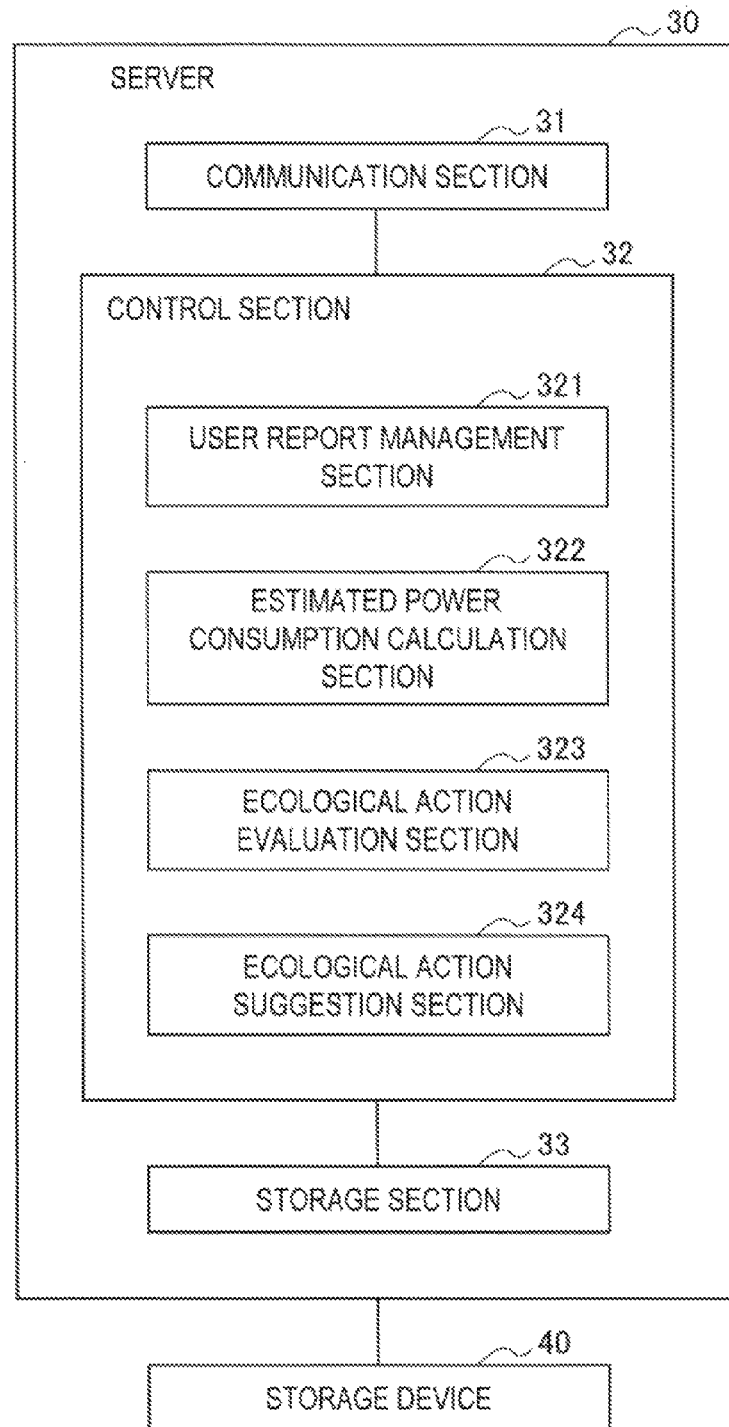 30
SERVER
31
COMMUNICATION SECTION
32
CONTROL SECTION
321
USER REPORT MANAGEMENT
SECTION
322
ESTIMATED POWER
CONSUMPTION CALCULATION
SECTION
323
ECOLOGICAL ACTION
EVALUATION SECTION
324
ECOLOGICAL ACTION
SUGGESTION SECTION
33
STORAGE SECTION
40
STORAGE DEVICE